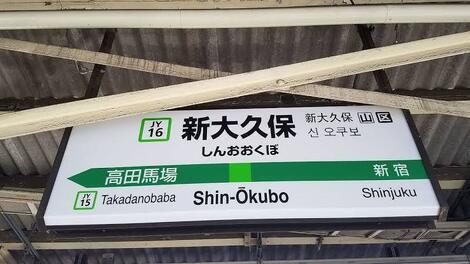 JY
16
新大久保
しんおおくぼ
新大久保 山 区
신오쿠보
高田馬場
新宿
JY
15
Takadanobaba
Shin-Ōkubo
Shinjuku